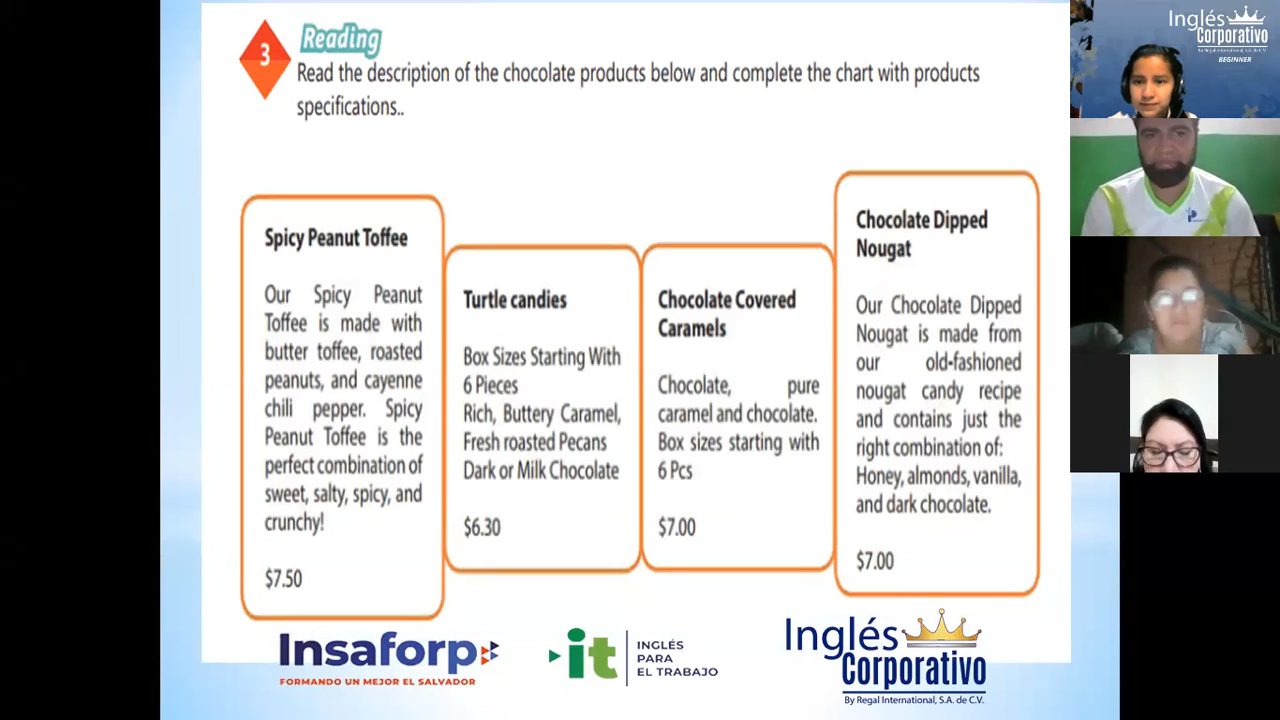 3
Reading
Read the description of the chocolate products below and complete the chart with products
specifications..
Spicy Peanut Toffee
Our Spicy Peanut
Toffee is made with
butter toffee, roasted
peanuts, and cayenne
chili pepper. Spicy
Peanut Toffee is the
perfect combination of
sweet, salty, spicy, and
crunchy!
$7.50
Turtle candies
Box Sizes Starting With
6 Pieces
Rich, Buttery Caramel,
Fresh roasted Pecans
Dark or Milk Chocolate
$6.30
Chocolate Covered
Caramels
Chocolate, pure
caramel and chocolate.
Box sizes starting with
6 Pcs
$7.00
Chocolate Dipped
Nougat
Our Chocolate Dipped
Nougat is made from
our old-fashioned
nougat candy recipe
and contains just the
right combination of:
Honey, almonds, vanilla,
and dark chocolate.
$7.00
Insaforp
FORMANDO UN MEJOR EL SALVADOR
it
INGLÉS
PARA
EL TRABAJO
Inglés
Corporativo
By Regal International, S.A. de C.V.
Inglés
Corporativo
By Regal International, S.A. de C.V.
BEGINNER